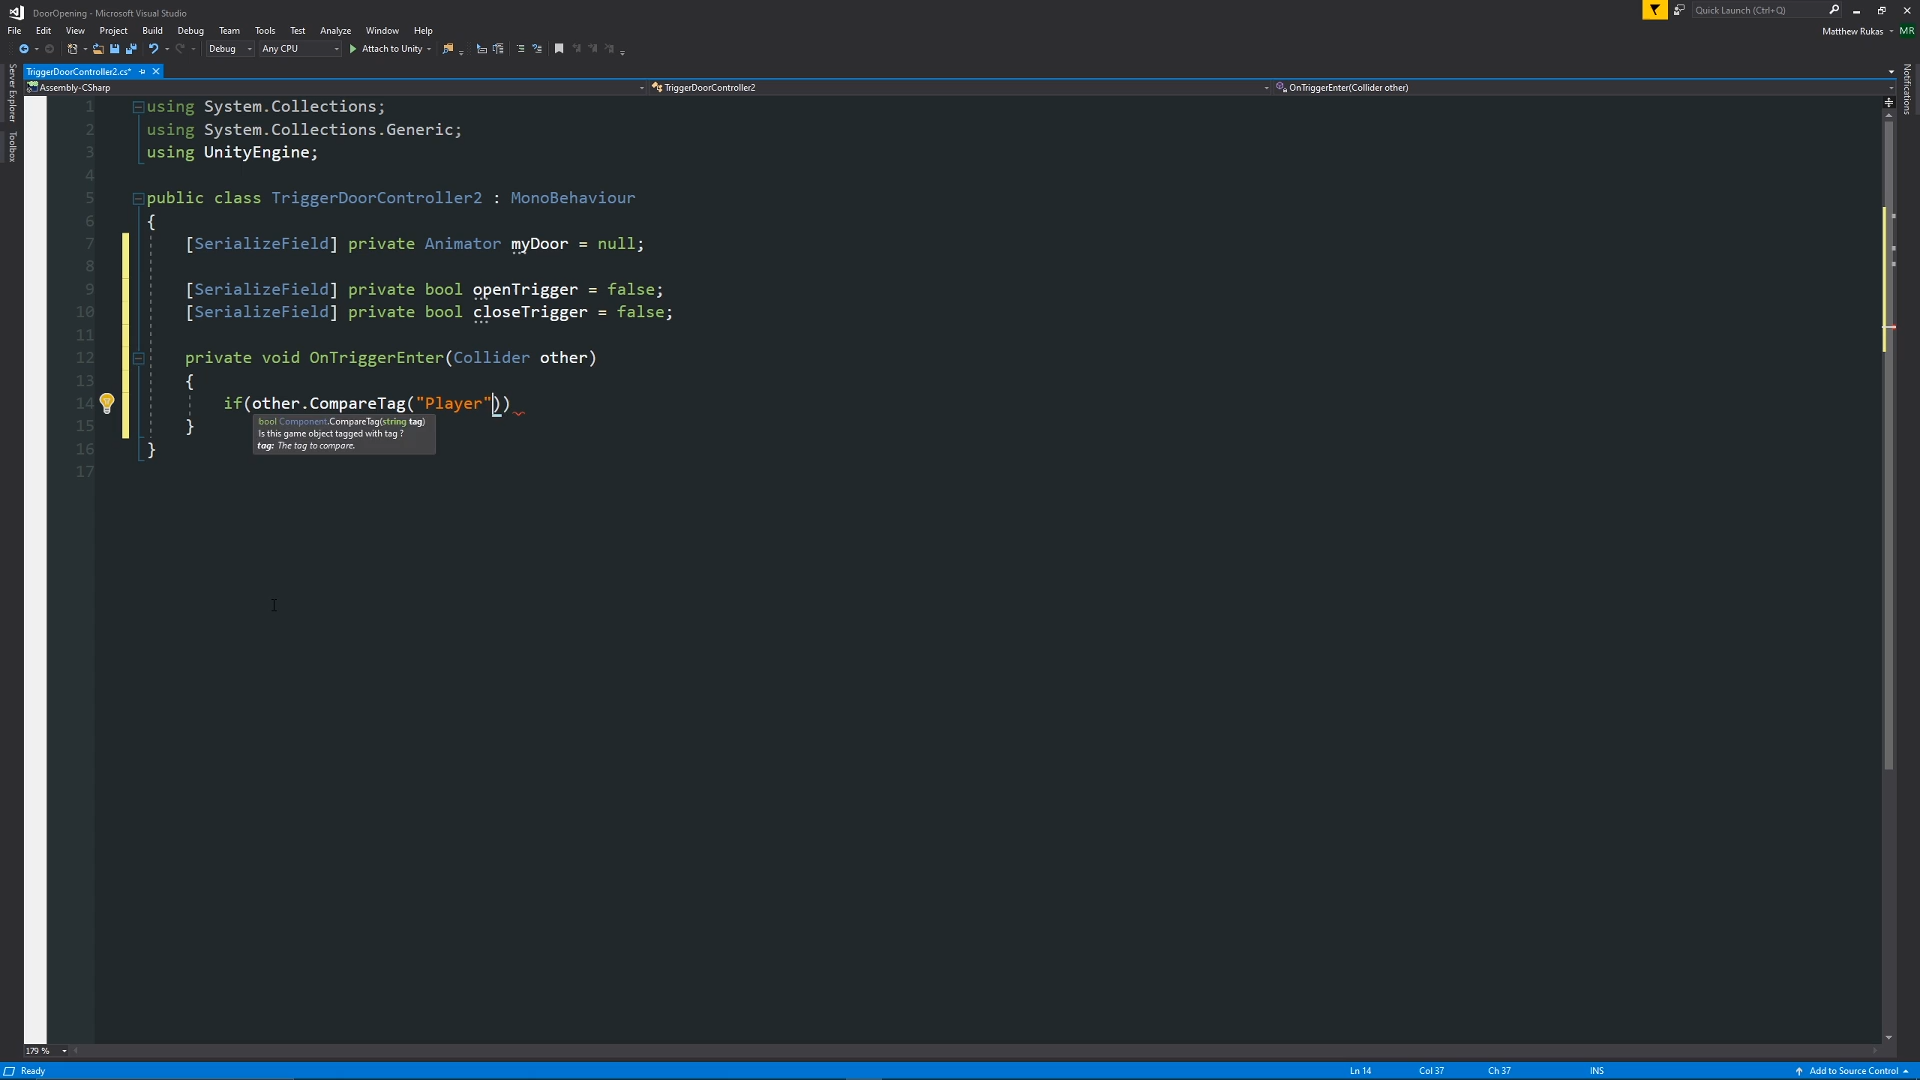 DoorOpening - Microsoft Visual Studio
Quick Launch (Ctrl+Q)
File Edit View Project Build Debug Team Tools Test Analyze Window Help
Matthew Rukas MR
Debug Any CPU Attach to Unity
TriggerDoorController2.cs*
Assembly-CSharp TriggerDoorController2 OnTriggerEnter(Collider other)
Server Explorer
Toolbox
Notifications
1 using System.Collections;
2 using System.Collections.Generic;
3 using UnityEngine;
4
5 public class TriggerDoorController2 : MonoBehaviour
6 {
7 [SerializeField] private Animator myDoor = null;
8
9 [SerializeField] private bool openTrigger = false;
10 [SerializeField] private bool closeTrigger = false;
11
12 private void OnTriggerEnter(Collider other)
13 {
14 if(other.CompareTag("Player"))
bool Component.CompareTag(string tag)
Is this game object tagged with tag ?
tag: The tag to compare.
15 }
16 }
17
179 %
Ready Ln 14 Col 37 Ch 37 INS Add to Source Control